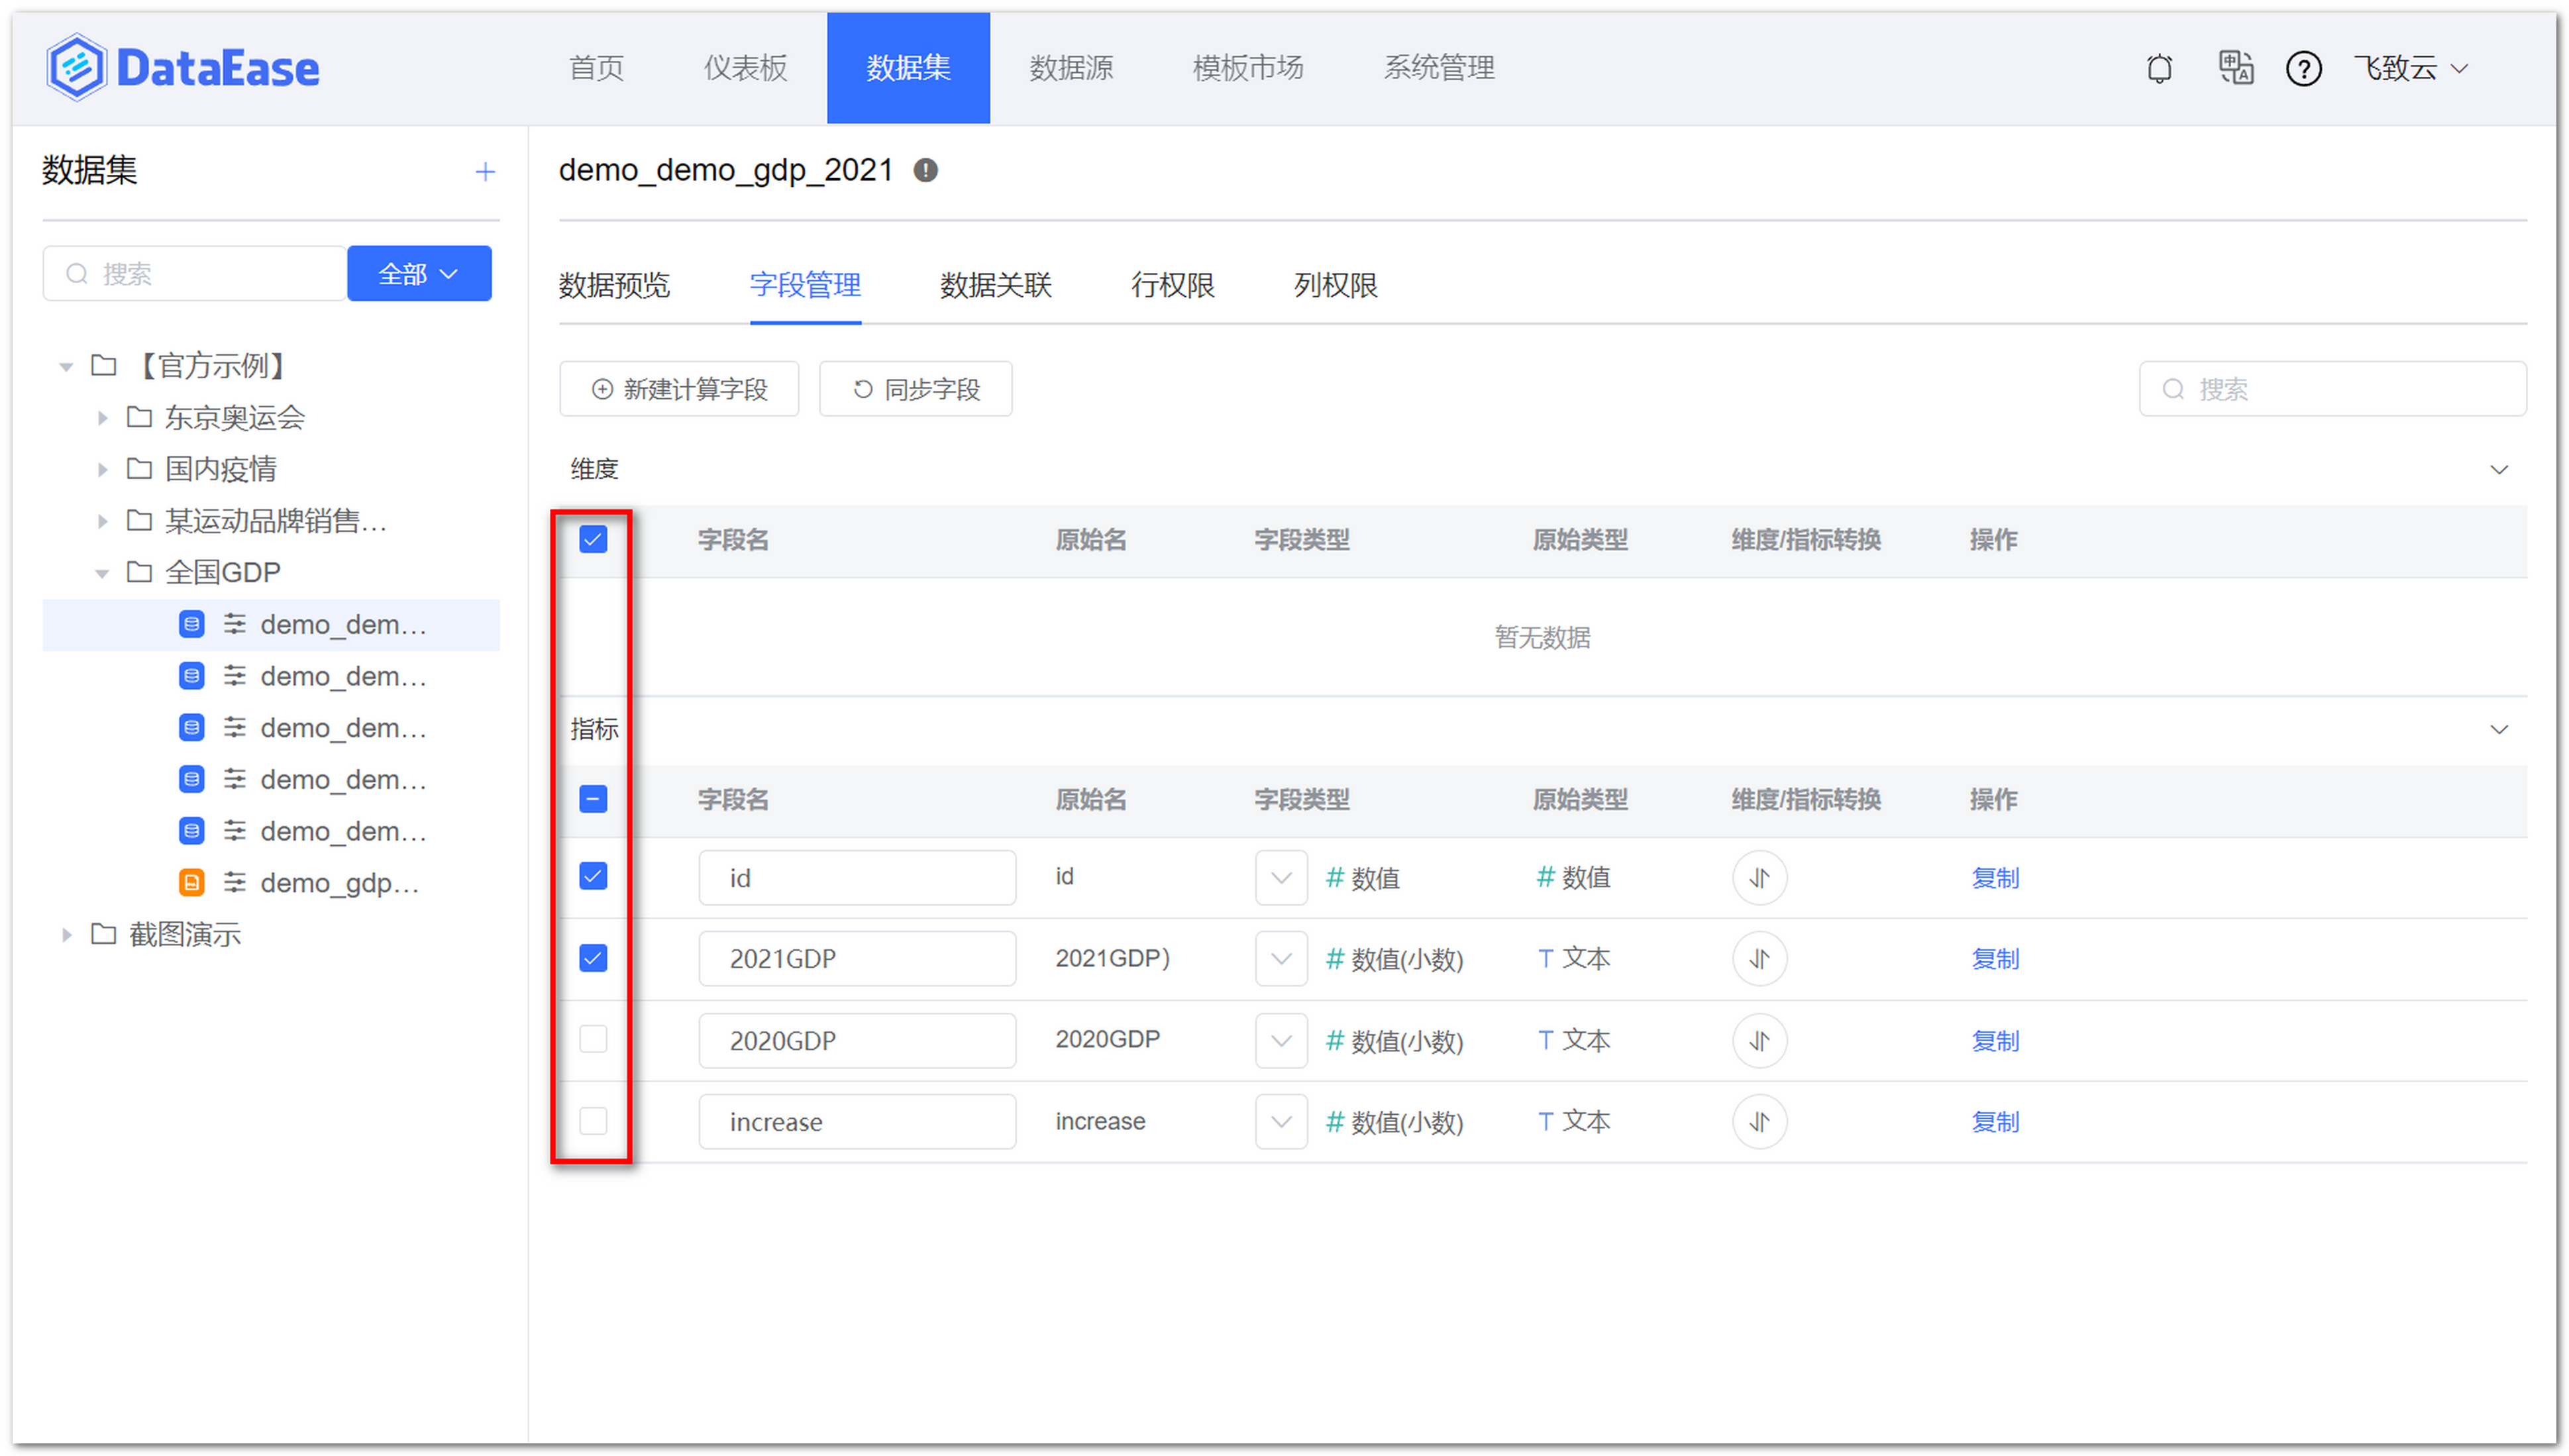 DataEase 首页 仪表板 数据集 数据源 模板市场 系统管理 飞致云
数据集
搜索 全部
【官方示例】
东京奥运会
国内疫情
某运动品牌销售...
全国GDP
demo_dem...
demo_dem...
demo_dem...
demo_dem...
demo_dem...
demo_gdp...
截图演示
demo_demo_gdp_2021
数据预览 字段管理 数据关联 行权限 列权限
新建计算字段 同步字段 搜索
维度
字段名 原始名 字段类型 原始类型 维度/指标转换 操作
暂无数据
指标
字段名 原始名 字段类型 原始类型 维度/指标转换 操作
id id # 数值 # 数值 复制
2021GDP 2021GDP) # 数值(小数) T 文本 复制
2020GDP 2020GDP # 数值(小数) T 文本 复制
increase increase # 数值(小数) T 文本 复制